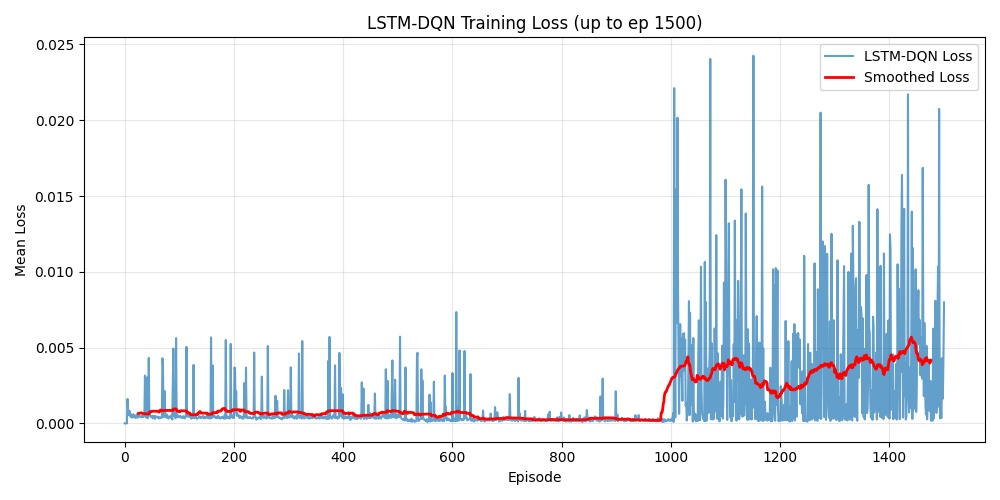 LSTM-DQN Training Loss (up to ep 1500)
LSTM-DQN Loss
Smoothed Loss
Mean Loss
0.025
0.020
0.015
0.010
0.005
0.000
0 200 400 600 800 1000 1200 1400
Episode